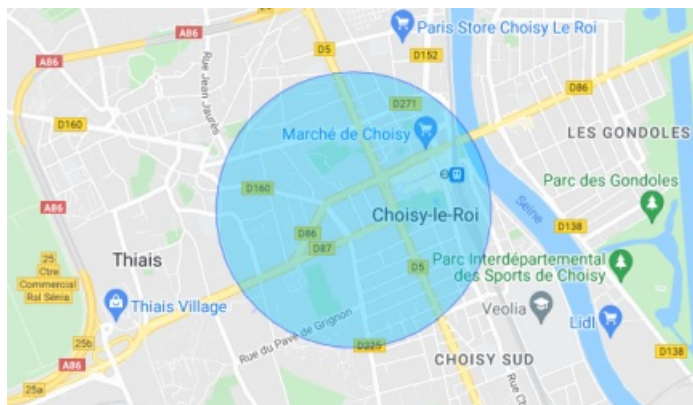 Paris Store Choisy Le Roi
A86
D5
D152
A86
Rue Jean Jaurès
D86
D271
D160
Marché de Choisy
LES GONDOLES
D160
Parc des Gondoles
A86
Choisy-le-Roi
Seine
D138
D86
D87
Thiais
25
Ctre
Commercial
Ral Sénia
D5
Parc Interdépartemental
des Sports de Choisy
Thiais Village
Veolia
Lidl
Rue du Pavé de Grignon
25b
D225
CHOISY SUD
D138
A86
25a